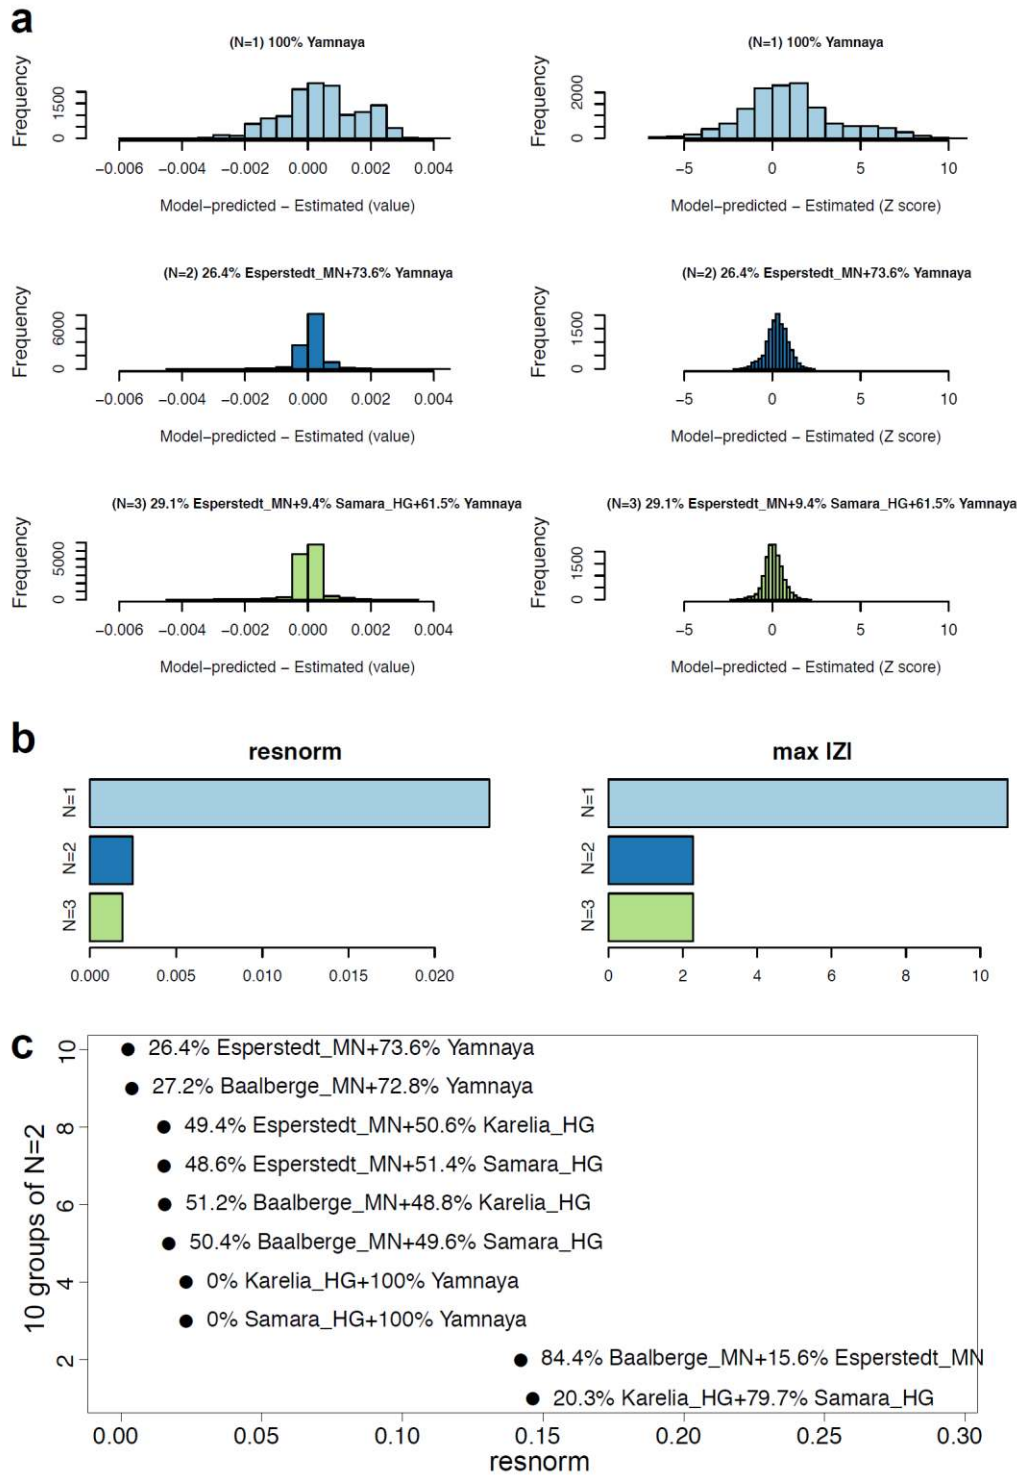 a
(N=1) 100% Yamnaya
Frequency
0 1500
−0.006 −0.004 −0.002 0.000 0.002 0.004
Model−predicted − Estimated (value)
(N=1) 100% Yamnaya
Frequency
0 2000
−5 0 5 10
Model−predicted − Estimated (Z score)
(N=2) 26.4% Esperstedt_MN+73.6% Yamnaya
Frequency
0 6000
−0.006 −0.004 −0.002 0.000 0.002 0.004
Model−predicted − Estimated (value)
(N=2) 26.4% Esperstedt_MN+73.6% Yamnaya
Frequency
0 1500
−5 0 5 10
Model−predicted − Estimated (Z score)
(N=3) 29.1% Esperstedt_MN+9.4% Samara_HG+61.5% Yamnaya
Frequency
0 5000
−0.006 −0.004 −0.002 0.000 0.002 0.004
Model−predicted − Estimated (value)
(N=3) 29.1% Esperstedt_MN+9.4% Samara_HG+61.5% Yamnaya
Frequency
0 1500
−5 0 5 10
Model−predicted − Estimated (Z score)
b
resnorm
N=1
N=2
N=3
0.000 0.005 0.010 0.015 0.020
max |Z|
N=1
N=2
N=3
0 2 4 6 8 10
c
10 groups of N=2
10
8
6
4
2
26.4% Esperstedt_MN+73.6% Yamnaya
27.2% Baalberge_MN+72.8% Yamnaya
49.4% Esperstedt_MN+50.6% Karelia_HG
48.6% Esperstedt_MN+51.4% Samara_HG
51.2% Baalberge_MN+48.8% Karelia_HG
50.4% Baalberge_MN+49.6% Samara_HG
0% Karelia_HG+100% Yamnaya
0% Samara_HG+100% Yamnaya
84.4% Baalberge_MN+15.6% Esperstedt_MN
20.3% Karelia_HG+79.7% Samara_HG
0.00 0.05 0.10 0.15 0.20 0.25 0.30
resnorm